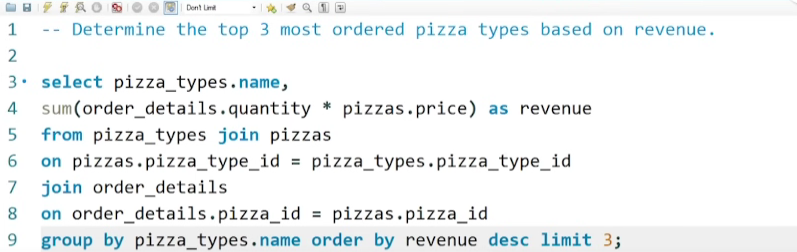 Don't Limit
1 -- Determine the top 3 most ordered pizza types based on revenue.
2
3 select pizza_types.name,
4 sum(order_details.quantity * pizzas.price) as revenue
5 from pizza_types join pizzas
6 on pizzas.pizza_type_id = pizza_types.pizza_type_id
7 join order_details
8 on order_details.pizza_id = pizzas.pizza_id
9 group by pizza_types.name order by revenue desc limit 3;